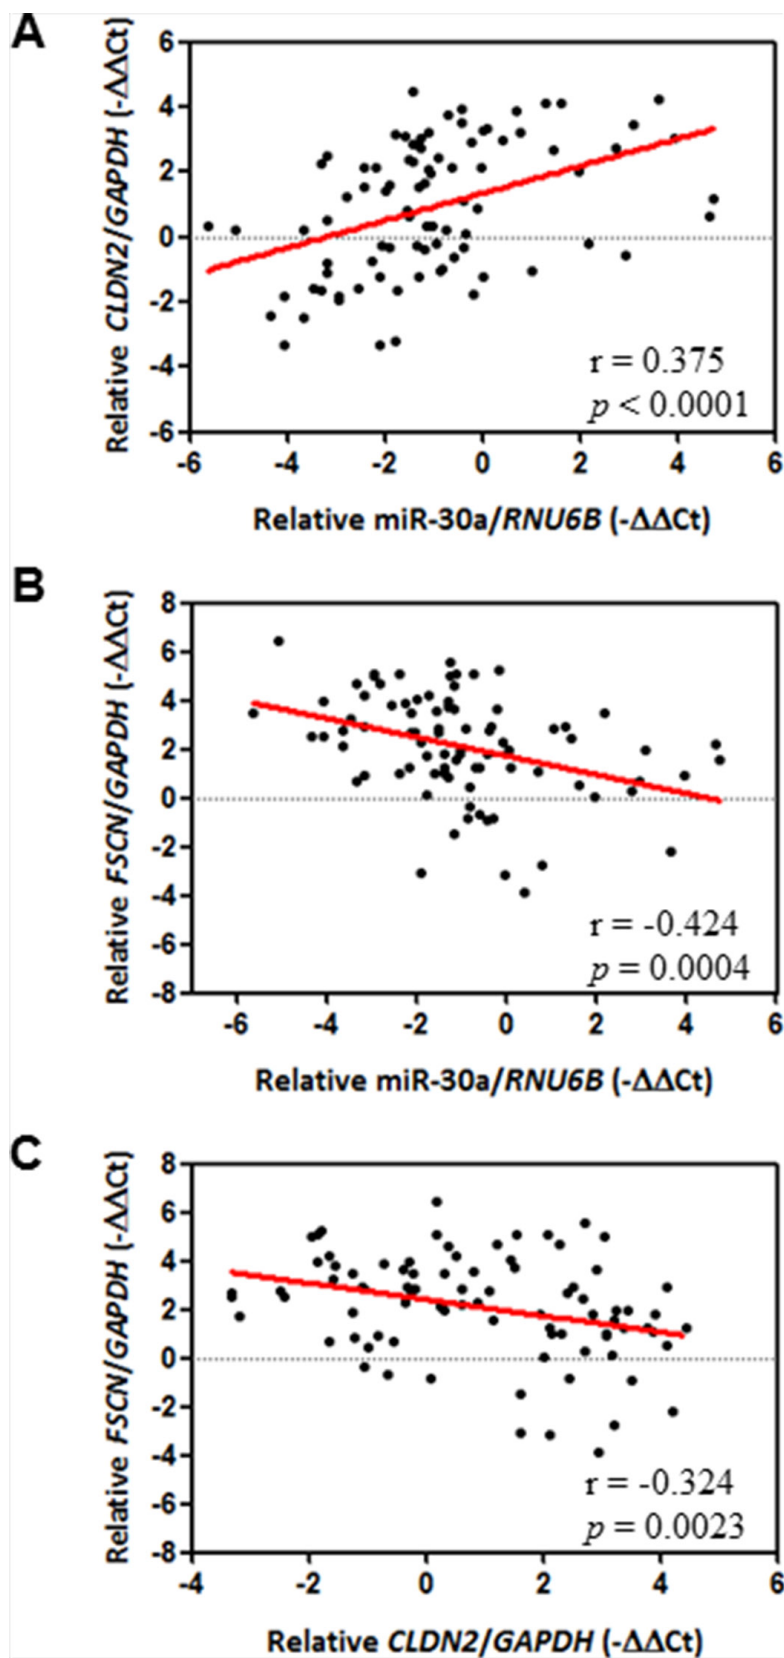 A
Relative CLDN2/GAPDH (-ΔΔCt)
6
4
2
0
-2
-4
-6
r = 0.375
p < 0.0001
-6 -4 -2 0 2 4 6
Relative miR-30a/RNU6B (-ΔΔCt)
B
Relative FSCN/GAPDH (-ΔΔCt)
8
6
4
2
0
-2
-4
-6
-8
r = -0.424
p = 0.0004
-6 -4 -2 0 2 4 6
Relative miR-30a/RNU6B (-ΔΔCt)
C
Relative FSCN/GAPDH (-ΔΔCt)
8
6
4
2
0
-2
-4
-6
-8
r = -0.324
p = 0.0023
-4 -2 0 2 4 6
Relative CLDN2/GAPDH (-ΔΔCt)